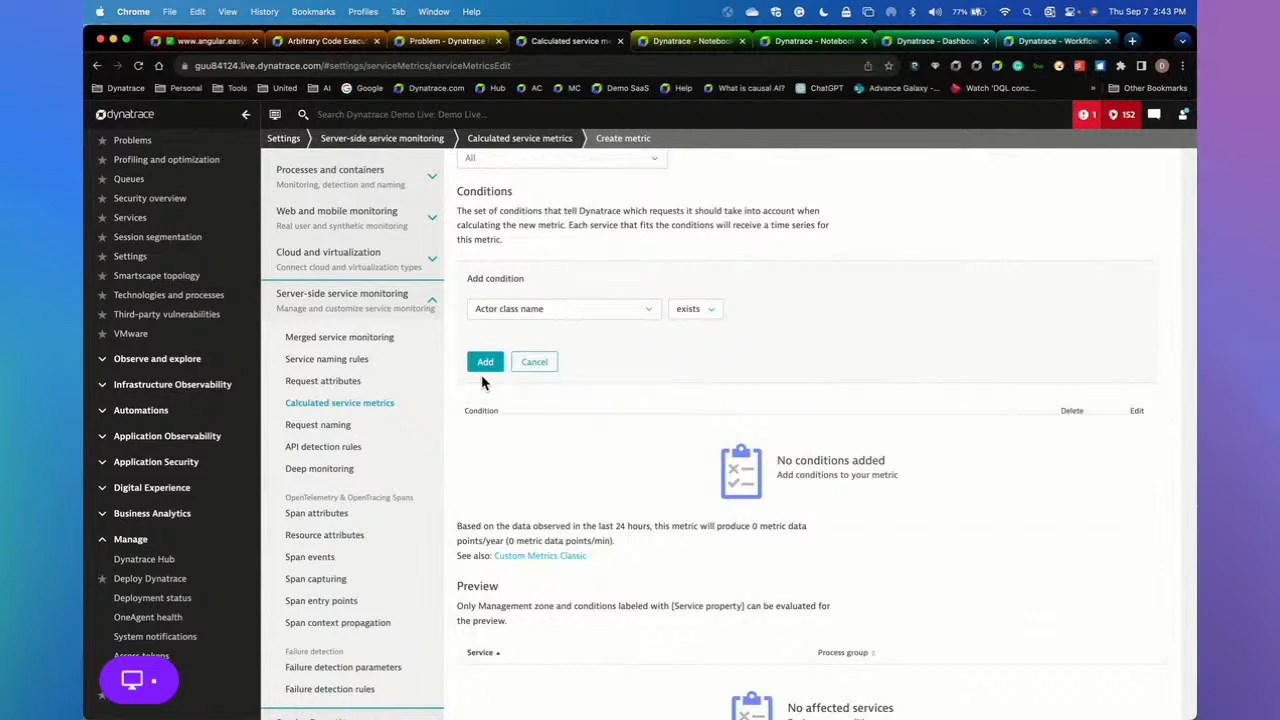 Chrome File Edit View History Bookmarks Profiles Tab Window Help 77% Thu Sep 7 2:43 PM
www.angular.easy Arbitrary Code Execu Problem - Dynatrace Calculated service me Dynatrace - Notebook Dynatrace - Notebook Dynatrace - Dashboa Dynatrace - Workflow
guu84124.live.dynatrace.com/#settings/serviceMetrics/serviceMetricsEdit
Dynatrace Personal Tools United AI Google Dynatrace.com Hub AC MC Demo SaaS Help What is causal AI? ChatGPT Advance Galaxy -... Watch 'DQL conc... » Other Bookmarks
dynatrace Search Dynatrace Demo Live: Demo Live... 1 152
Settings Server-side service monitoring Calculated service metrics Create metric
Problems
Profiling and optimization
Queues
Security overview
Services
Session segmentation
Settings
Smartscape topology
Technologies and processes
Third-party vulnerabilities
VMware
Observe and explore
Infrastructure Observability
Automations
Application Observability
Application Security
Digital Experience
Business Analytics
Manage
Dynatrace Hub
Deploy Dynatrace
Deployment status
OneAgent health
System notifications
Access tokens
Processes and containers
Monitoring, detection and naming
Web and mobile monitoring
Real user and synthetic monitoring
Cloud and virtualization
Connect cloud and virtualization types
Server-side service monitoring
Manage and customize service monitoring
Merged service monitoring
Service naming rules
Request attributes
Calculated service metrics
Request naming
API detection rules
Deep monitoring
OpenTelemetry & OpenTracing Spans
Span attributes
Resource attributes
Span events
Span capturing
Span entry points
Span context propagation
Failure detection
Failure detection parameters
Failure detection rules
All
Conditions
The set of conditions that tell Dynatrace which requests it should take into account when
calculating the new metric. Each service that fits the conditions will receive a time series for
this metric.
Add condition
Actor class name exists
Add Cancel
Condition Delete Edit
No conditions added
Add conditions to your metric
Based on the data observed in the last 24 hours, this metric will produce 0 metric data
points/year (0 metric data points/min).
See also: Custom Metrics Classic
Preview
Only Management zone and conditions labeled with [Service property] can be evaluated for
the preview.
Service Process group
No affected services